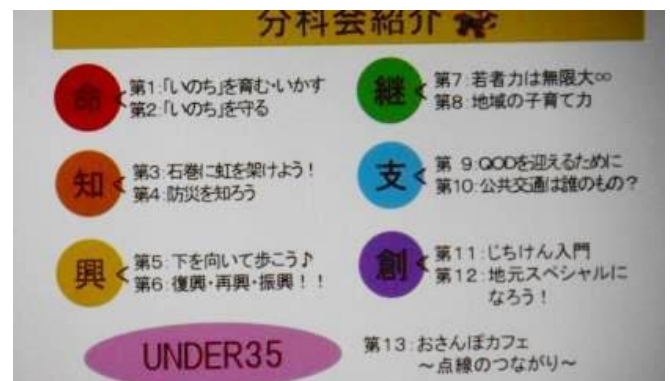 分科会紹介
命
第1:「いのち」を育む・いかす
第2:「いのち」を守る
知
第3:石巻に虹を架けよう!
第4:防災を知ろう
興
第5:下を向いて歩こう♪
第6:復興・再興・振興!!
継
第7:若者力は無限大∞
第8:地域の子育て力
支
第 9:QODを迎えるために
第10:公共交通は誰のもの?
創
第11:じちけん入門
第12:地元スペシャルに
なろう!
UNDER35
第13:おさんぽカフェ
~点線のつながり~